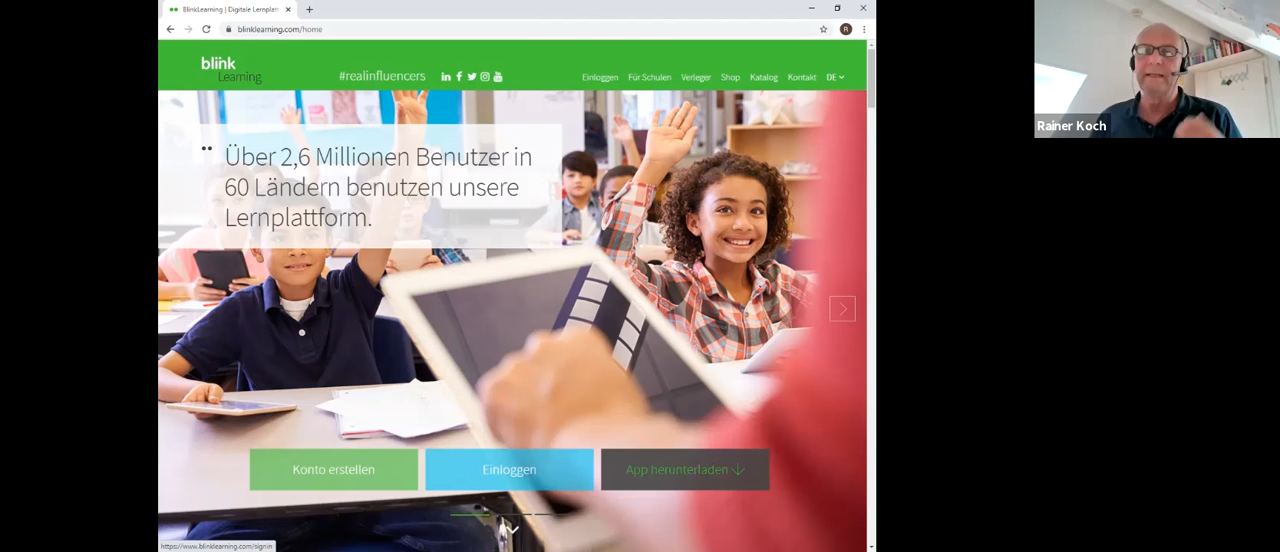 BlinkLearning | Digitale Lernplatt
blinklearning.com/home
R
blink
Learning
#realinfluencers
Einloggen Für Schulen Verleger Shop Katalog Kontakt DE
Über 2,6 Millionen Benutzer in
60 Ländern benutzen unsere
Lernplattform.
Konto erstellen
Einloggen
App herunterladen
https://www.blinklearning.com/signin
Rainer Koch